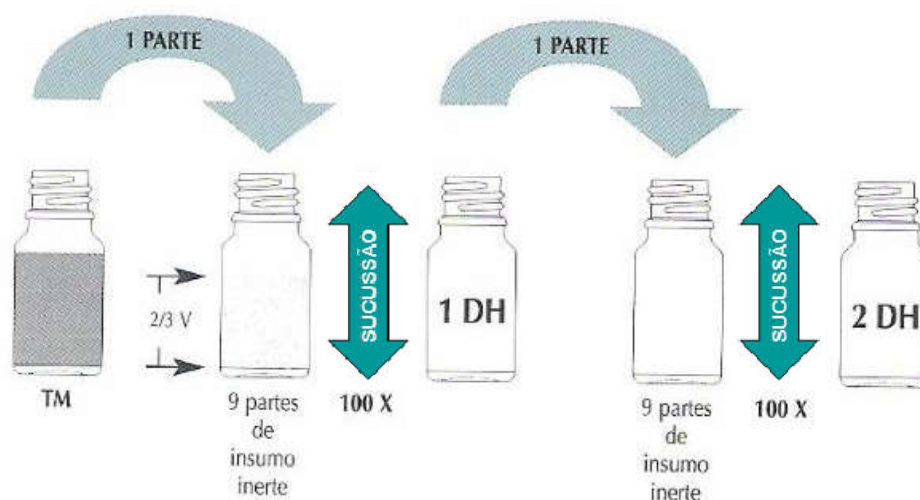 1 PARTE
1 PARTE
2/3 V
SUCUSSÃO
1 DH
SUCUSSÃO
2 DH
TM
9 partes
de
insumo
inerte
100 X
9 partes
de
insumo
inerte
100 X